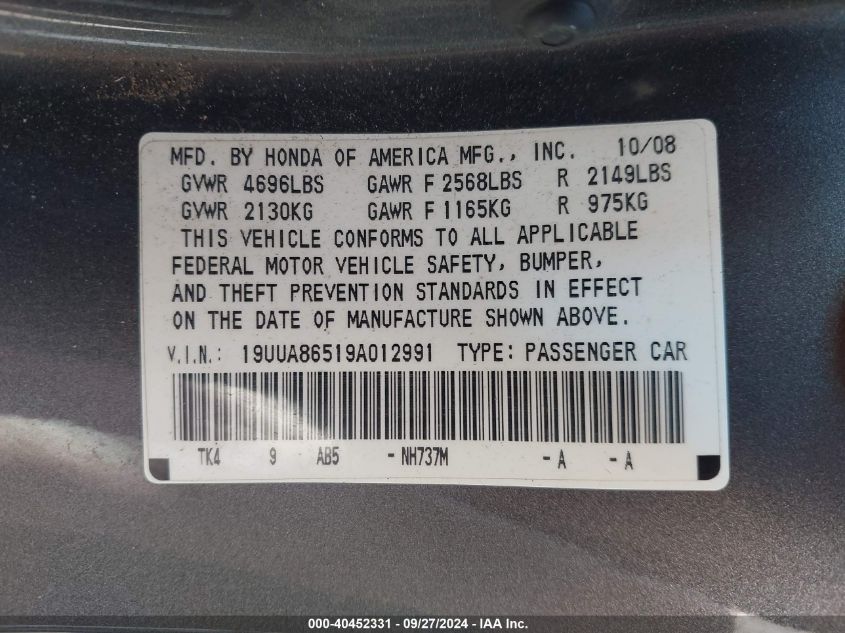 MFD. BY HONDA OF AMERICA MFG., INC. 10/08
GVWR 4696LBS GAWR F 2568LBS R 2149LBS
GVWR 2130KG GAWR F 1165KG R 975KG
THIS VEHICLE CONFORMS TO ALL APPLICABLE
FEDERAL MOTOR VEHICLE SAFETY, BUMPER,
AND THEFT PREVENTION STANDARDS IN EFFECT
ON THE DATE OF MANUFACTURE SHOWN ABOVE.
V.I.N.: 19UUA86519A012991 TYPE: PASSENGER CAR
TK4 9 AB5 - NH737M - A - A
000-40452331 - 09/27/2024 - IAA Inc.